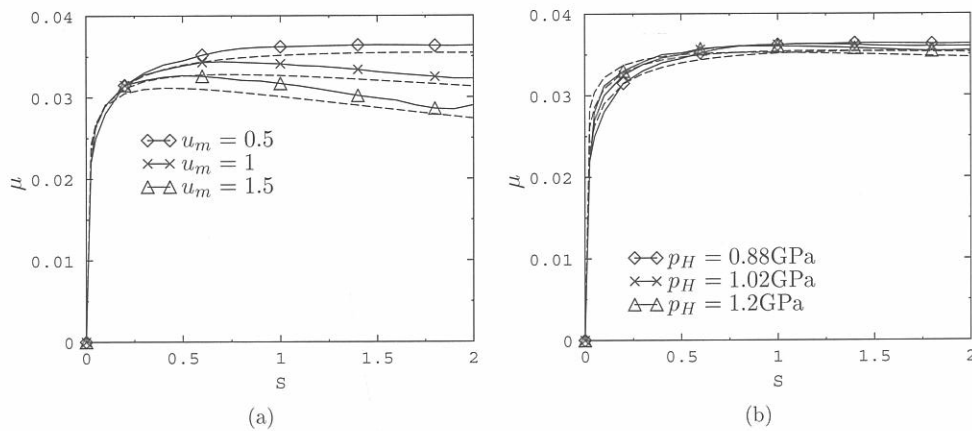 0.04
0.03
0.02
0.01
0
μ
u_m = 0.5
u_m = 1
u_m = 1.5
0 0.5 1 1.5 2
S
(a)
0.04
0.03
0.02
0.01
0
μ
p_H = 0.88GPa
p_H = 1.02GPa
p_H = 1.2GPa
0 0.5 1 1.5 2
S
(b)